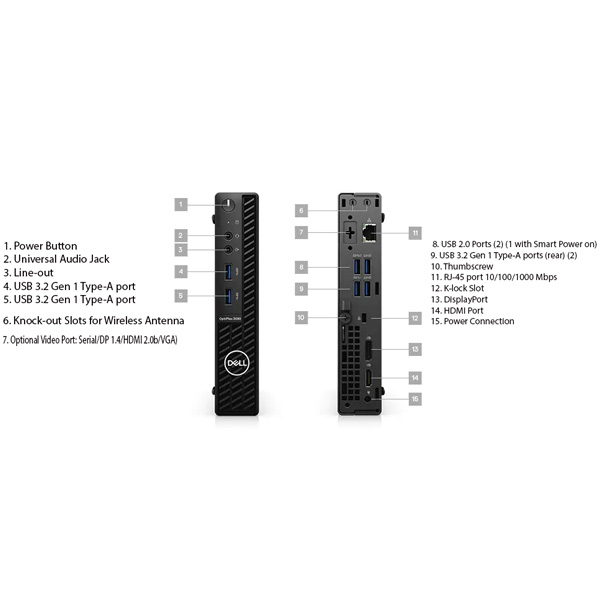 1. Power Button
2. Universal Audio Jack
3. Line-out
4. USB 3.2 Gen 1 Type-A port
5. USB 3.2 Gen 1 Type-A port
6. Knock-out Slots for Wireless Antenna
7. Optional Video Port: Serial/DP 1.4/HDMI 2.0b/VGA)
1
2
3
4
5
OptiPlex 3080
DELL
6
7
8
9
10
11
12
13
14
15
8. USB 2.0 Ports (2) (1 with Smart Power on)
9. USB 3.2 Gen 1 Type-A ports (rear) (2)
10. Thumbscrew
11. RJ-45 port 10/100/1000 Mbps
12. K-lock Slot
13. DisplayPort
14. HDMI Port
15. Power Connection